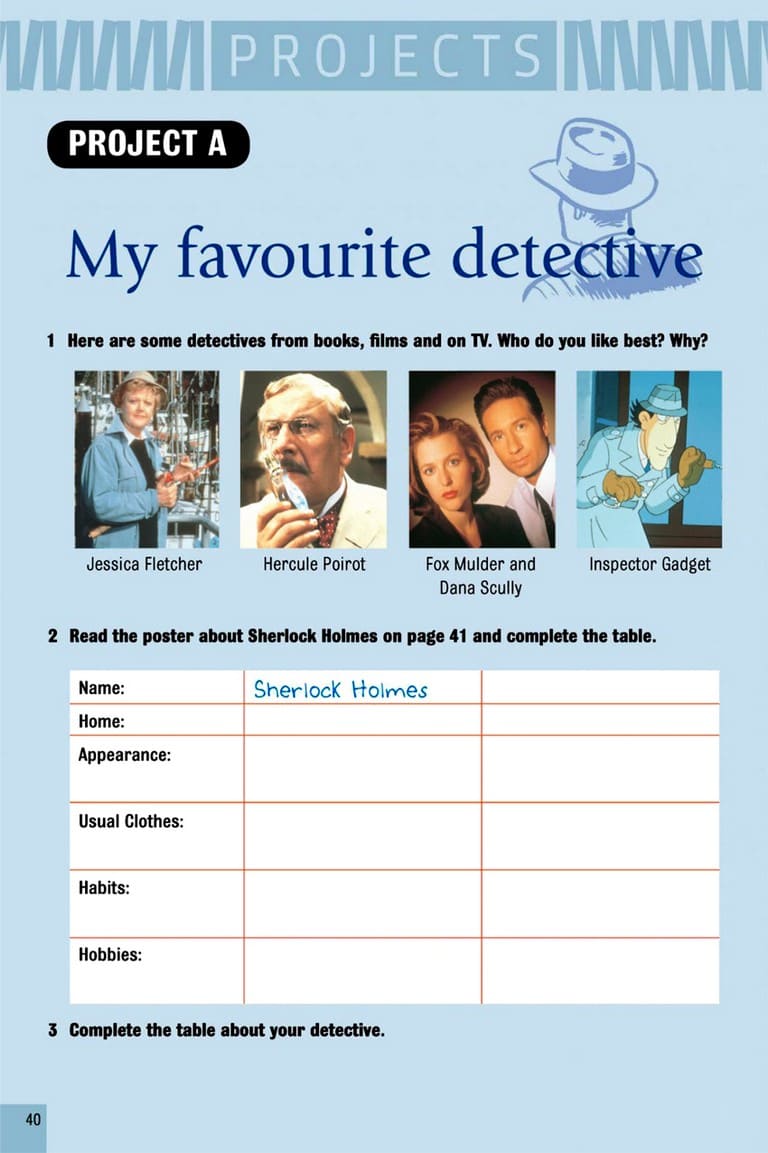 PROJECTS
PROJECT A
My favourite detective
1 Here are some detectives from books, films and on TV. Who do you like best? Why?
Jessica Fletcher
Hercule Poirot
Fox Mulder and
Dana Scully
Inspector Gadget
2 Read the poster about Sherlock Holmes on page 41 and complete the table.
Name: Sherlock Holmes
Home:
Appearance:
Usual Clothes:
Habits:
Hobbies:
3 Complete the table about your detective.
40